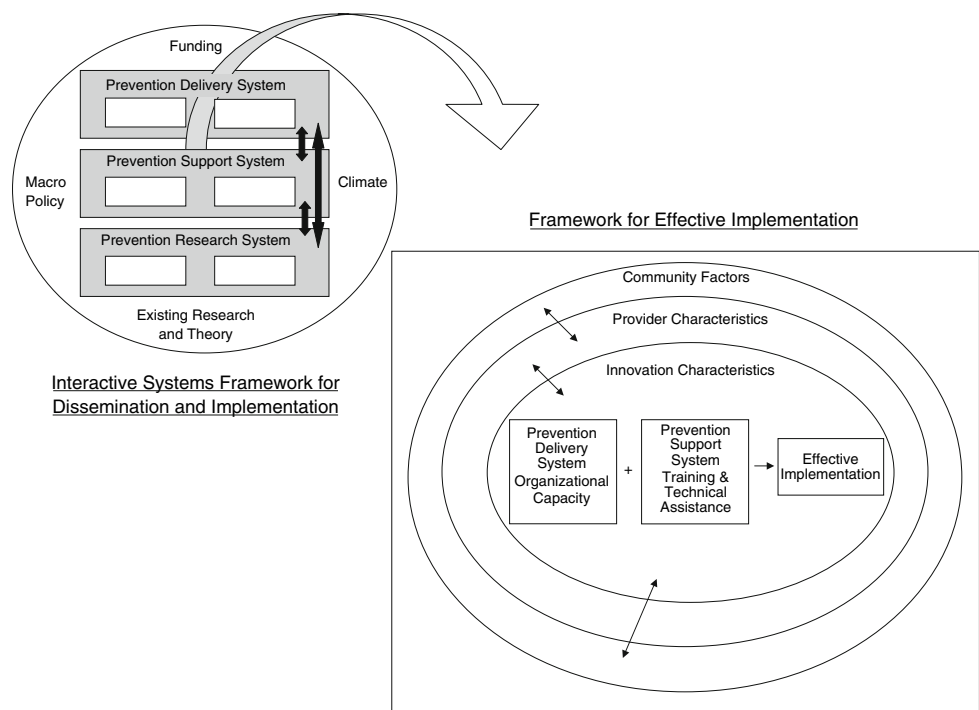 Funding
Prevention Delivery System
Prevention Support System
Macro
Policy
Climate
Prevention Research System
Existing Research
and Theory
Interactive Systems Framework for
Dissemination and Implementation
Framework for Effective Implementation
Community Factors
Provider Characteristics
Innovation Characteristics
Prevention
Delivery
System
Organizational
Capacity
+
Prevention
Support
System
Training &
Technical
Assistance
Effective
Implementation